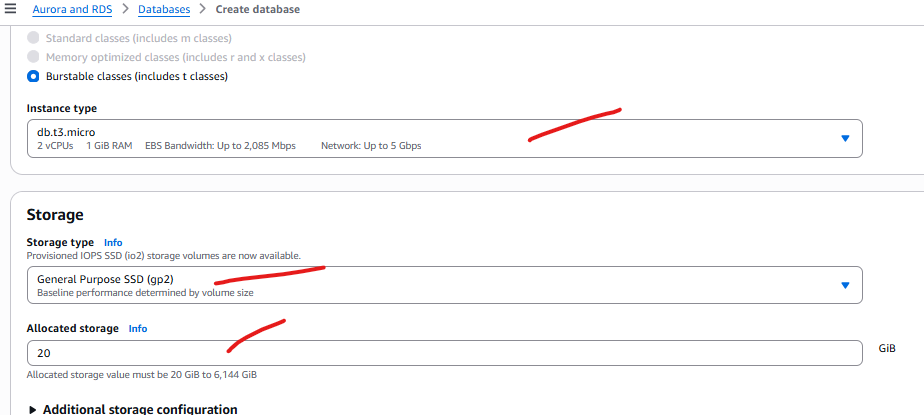 Aurora and RDS > Databases > Create database
Standard classes (includes m classes)
Memory optimized classes (includes r and x classes)
Burstable classes (includes t classes)
Instance type
db.t3.micro
2 vCPUs 1 GiB RAM EBS Bandwidth: Up to 2,085 Mbps Network: Up to 5 Gbps
Storage
Storage type Info
Provisioned IOPS SSD (io2) storage volumes are now available.
General Purpose SSD (gp2)
Baseline performance determined by volume size
Allocated storage Info
20 GiB
Allocated storage value must be 20 GiB to 6,144 GiB
Additional storage configuration